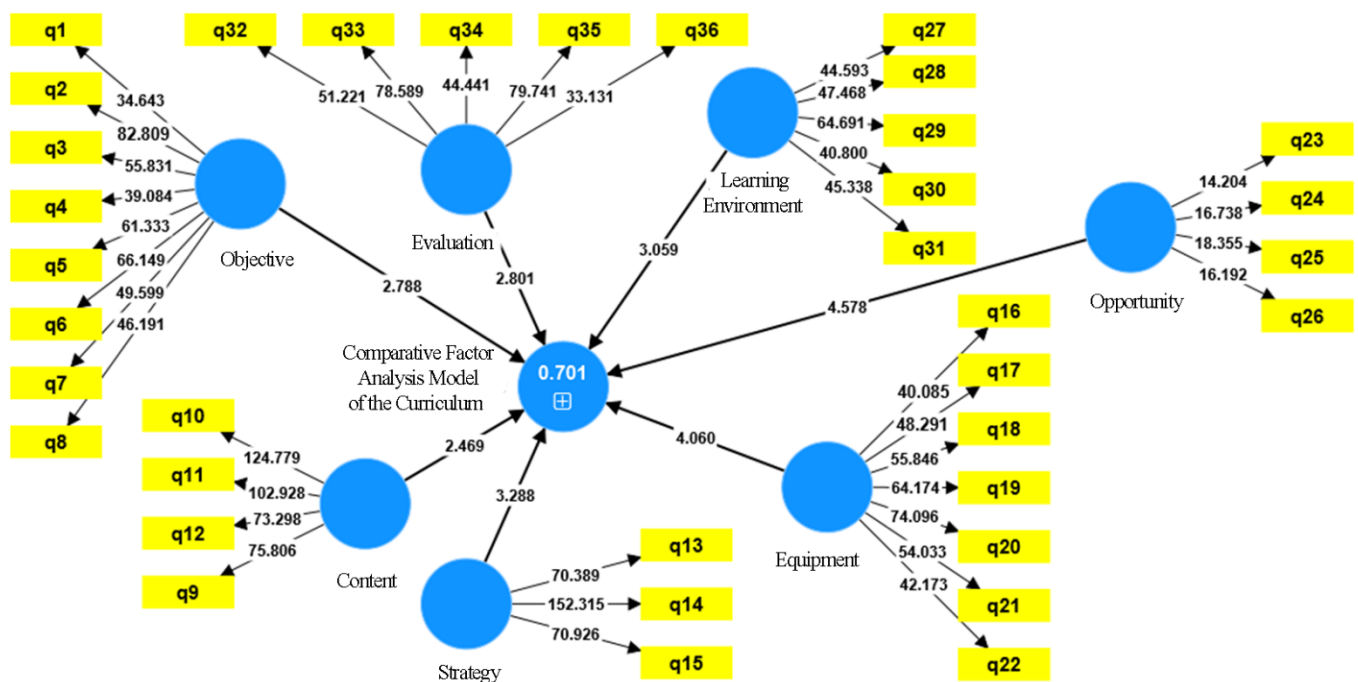 q1
q2
q3
q4
q5
q6
q7
q8
34.643
82.809
55.831
39.084
61.333
66.149
49.599
46.191
Objective
2.788
q32
q33
q34
q35
q36
51.221
78.589
44.441
79.741
33.131
Evaluation
2.801
q27
q28
q29
q30
q31
44.593
47.468
64.691
40.800
45.338
Learning
Environment
3.059
q23
q24
q25
q26
14.204
16.738
18.355
16.192
Opportunity
4.578
Comparative Factor
Analysis Model
of the Curriculum
0.701
q10
q11
q12
q9
124.779
102.928
73.298
75.806
Content
2.469
q13
q14
q15
70.389
152.315
70.926
Strategy
3.288
q16
q17
q18
q19
q20
q21
q22
40.085
48.291
55.846
64.174
74.096
54.033
42.173
Equipment
4.060